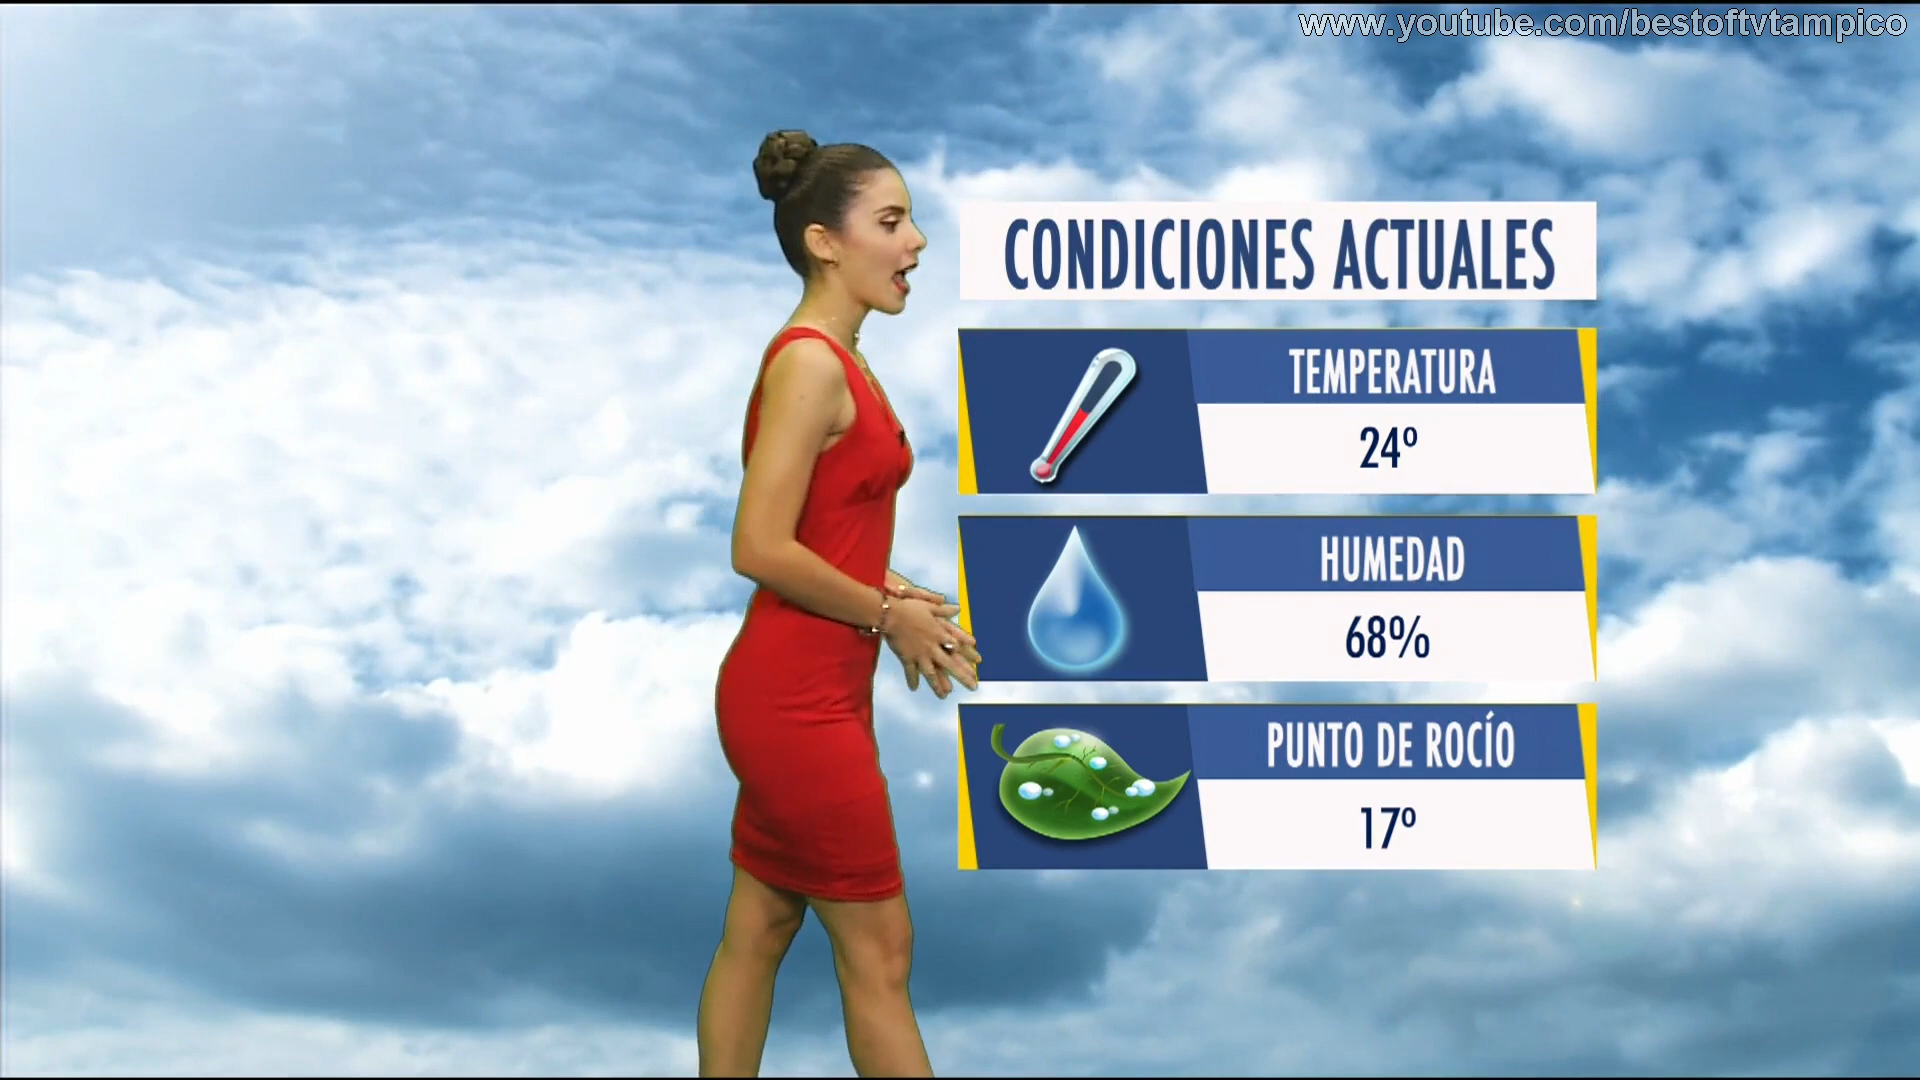 www.youtube.com/bestoftvtampico
CONDICIONES ACTUALES
TEMPERATURA
24º
HUMEDAD
68%
PUNTO DE ROCÍO
17º